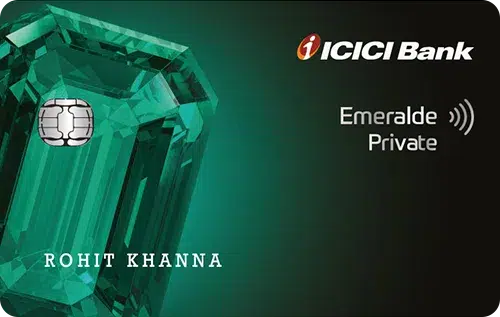 ICICI Bank
Emeralde
Private
ROHIT KHANNA